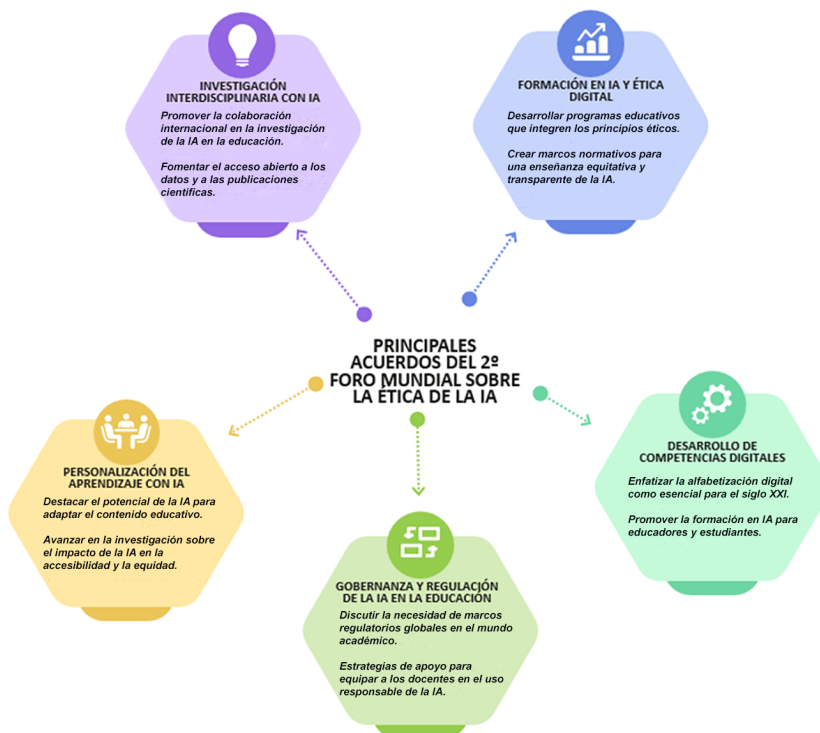 INVESTIGACIÓN
INTERDISCIPLINARIA CON IA
Promover la colaboración
internacional en la investigación
de la IA en la educación.
Fomentar el acceso abierto a los
datos y a las publicaciones
científicas.
FORMACIÓN EN IA Y ÉTICA
DIGITAL
Desarrollar programas educativos
que integren los principios éticos.
Crear marcos normativos para
una enseñanza equitativa y
transparente de la IA.
PRINCIPALES
ACUERDOS DEL 2º
FORO MUNDIAL SOBRE
LA ÉTICA DE LA IA
PERSONALIZACIÓN DEL
APRENDIZAJE CON IA
Destacar el potencial de la IA para
adaptar el contenido educativo.
Avanzar en la investigación sobre
el impacto de la IA en la
accesibilidad y la equidad.
DESARROLLO DE
COMPETENCIAS DIGITALES
Enfatizar la alfabetización digital
como esencial para el siglo XXI.
Promover la formación en IA para
educadores y estudiantes.
GOBERNANZA Y REGULACIÓN
DE LA IA EN LA EDUCACIÓN
Discutir la necesidad de marcos
regulatorios globales en el mundo
académico.
Estrategias de apoyo para
equipar a los docentes en el uso
responsable de la IA.